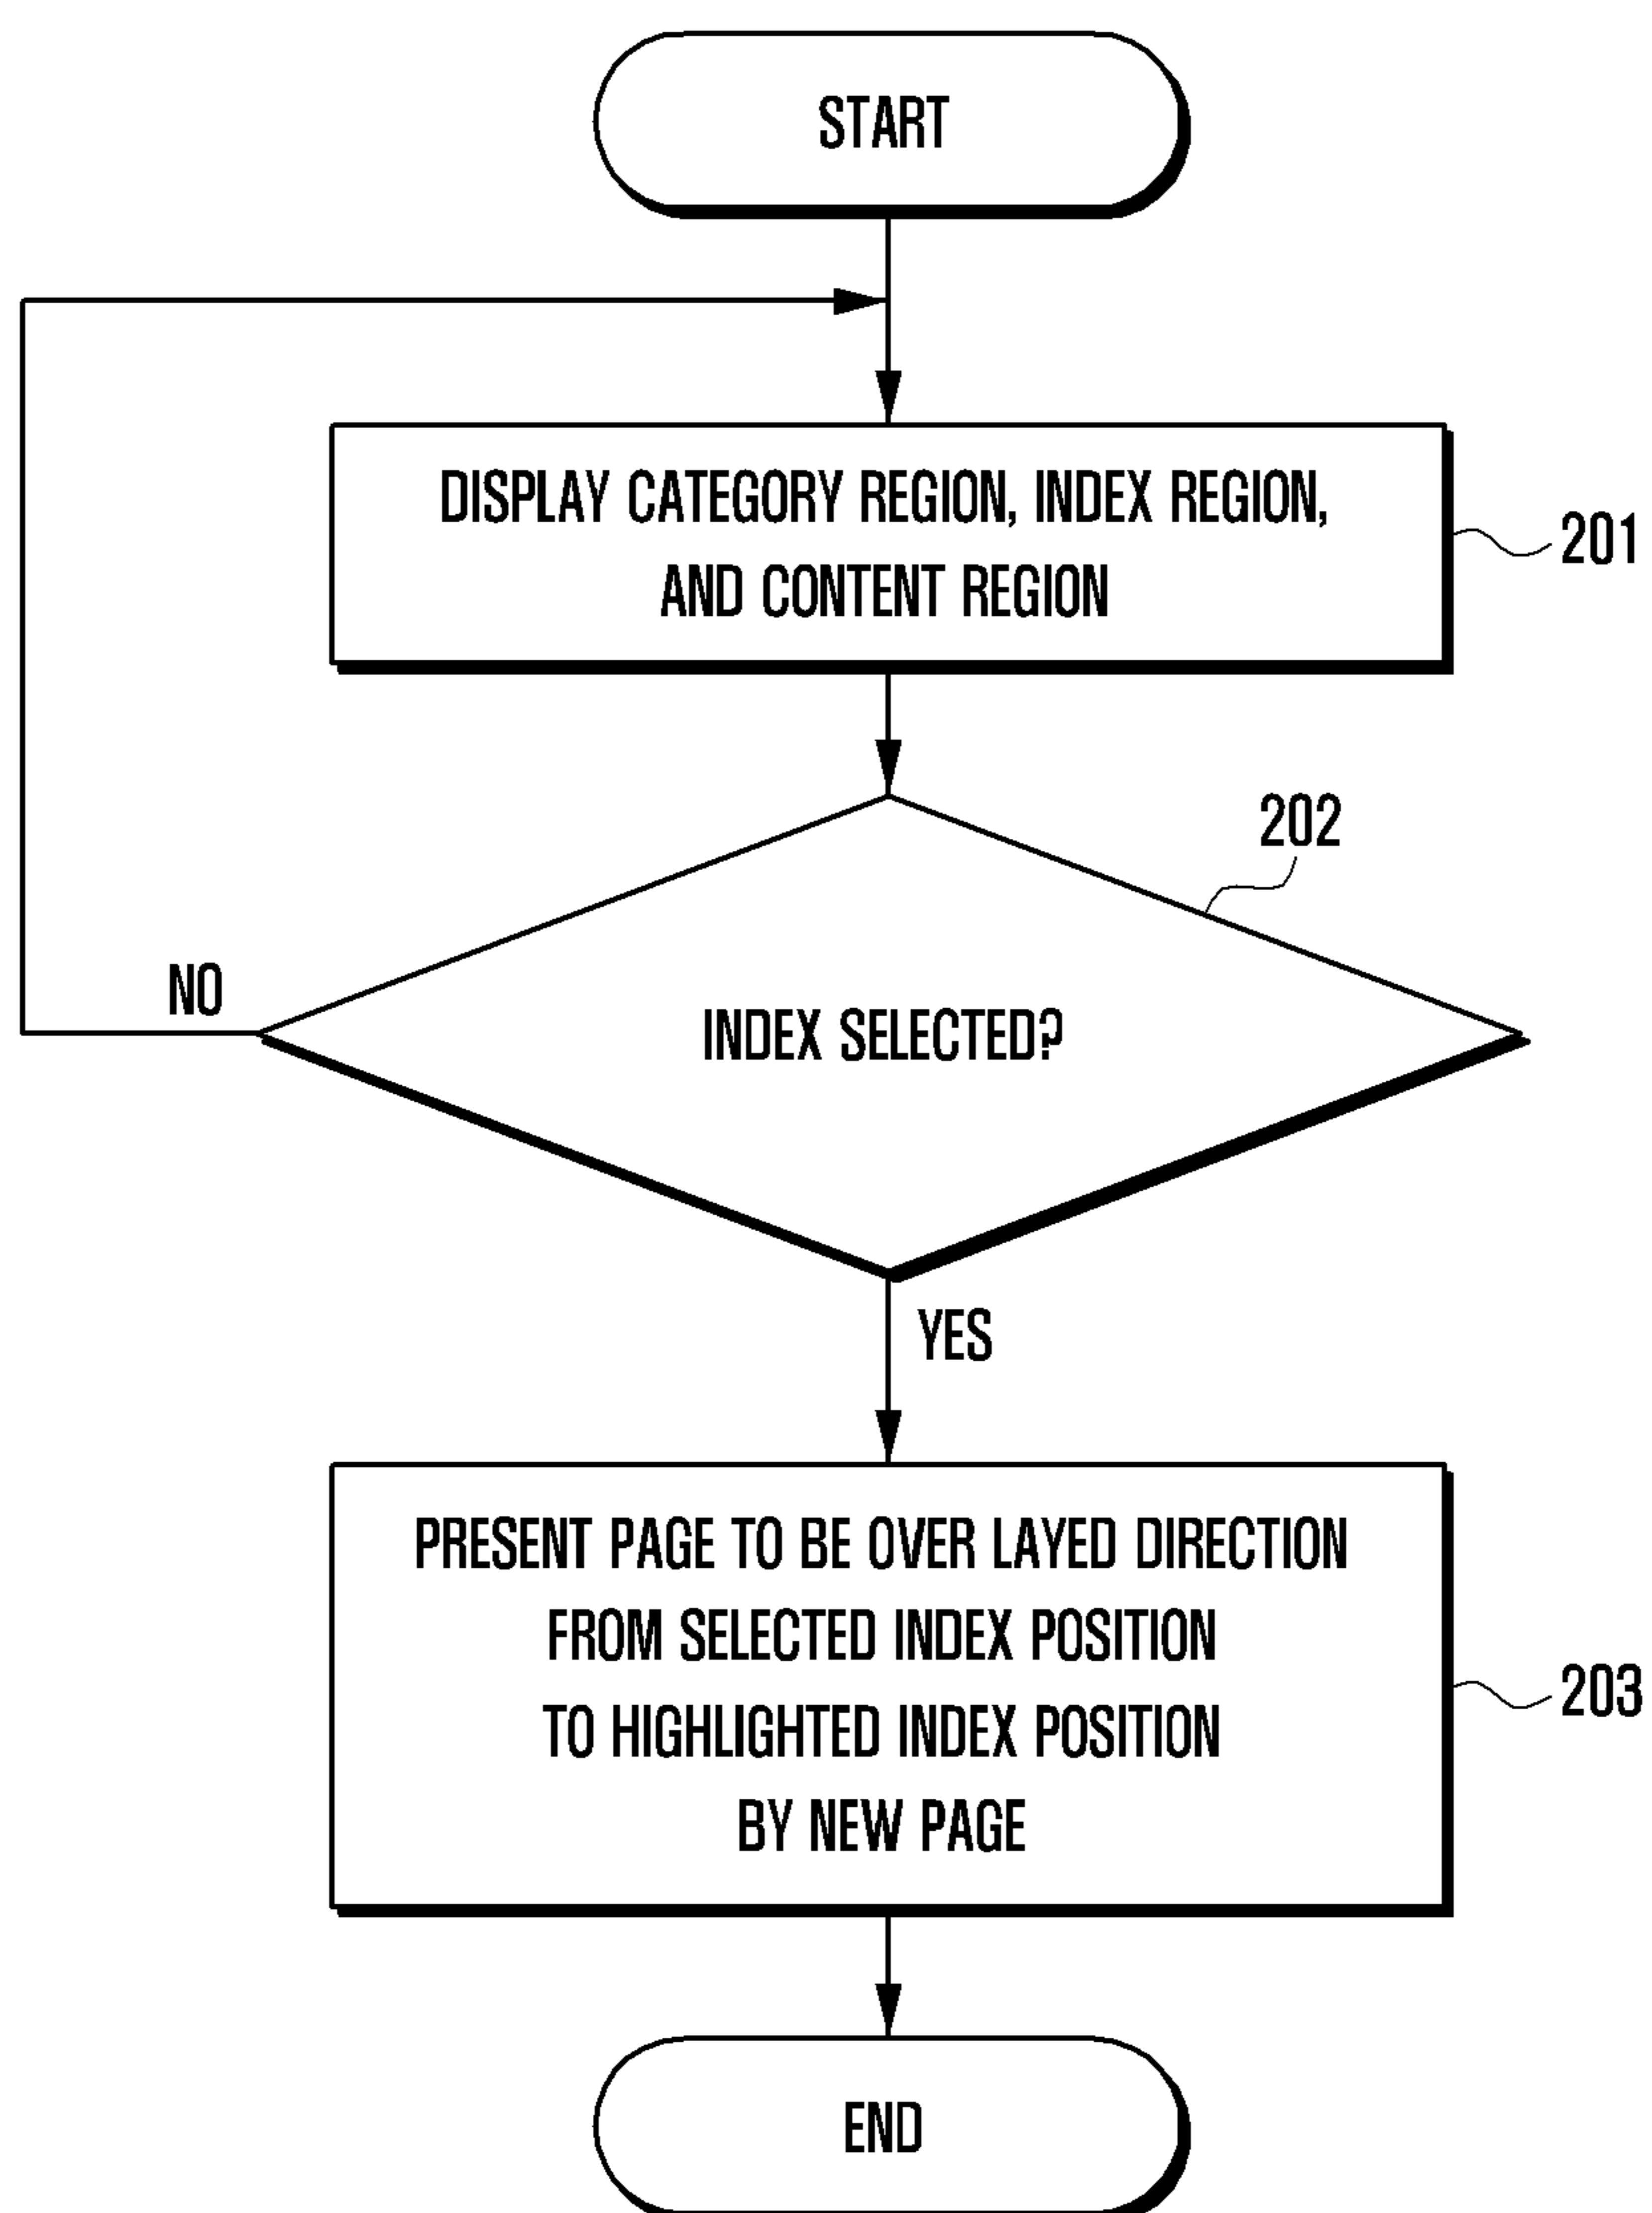 START
DISPLAY CATEGORY REGION, INDEX REGION,
AND CONTENT REGION
201
202
NO
INDEX SELECTED?
YES
PRESENT PAGE TO BE OVER LAYED DIRECTION
FROM SELECTED INDEX POSITION
TO HIGHLIGHTED INDEX POSITION
BY NEW PAGE
203
END